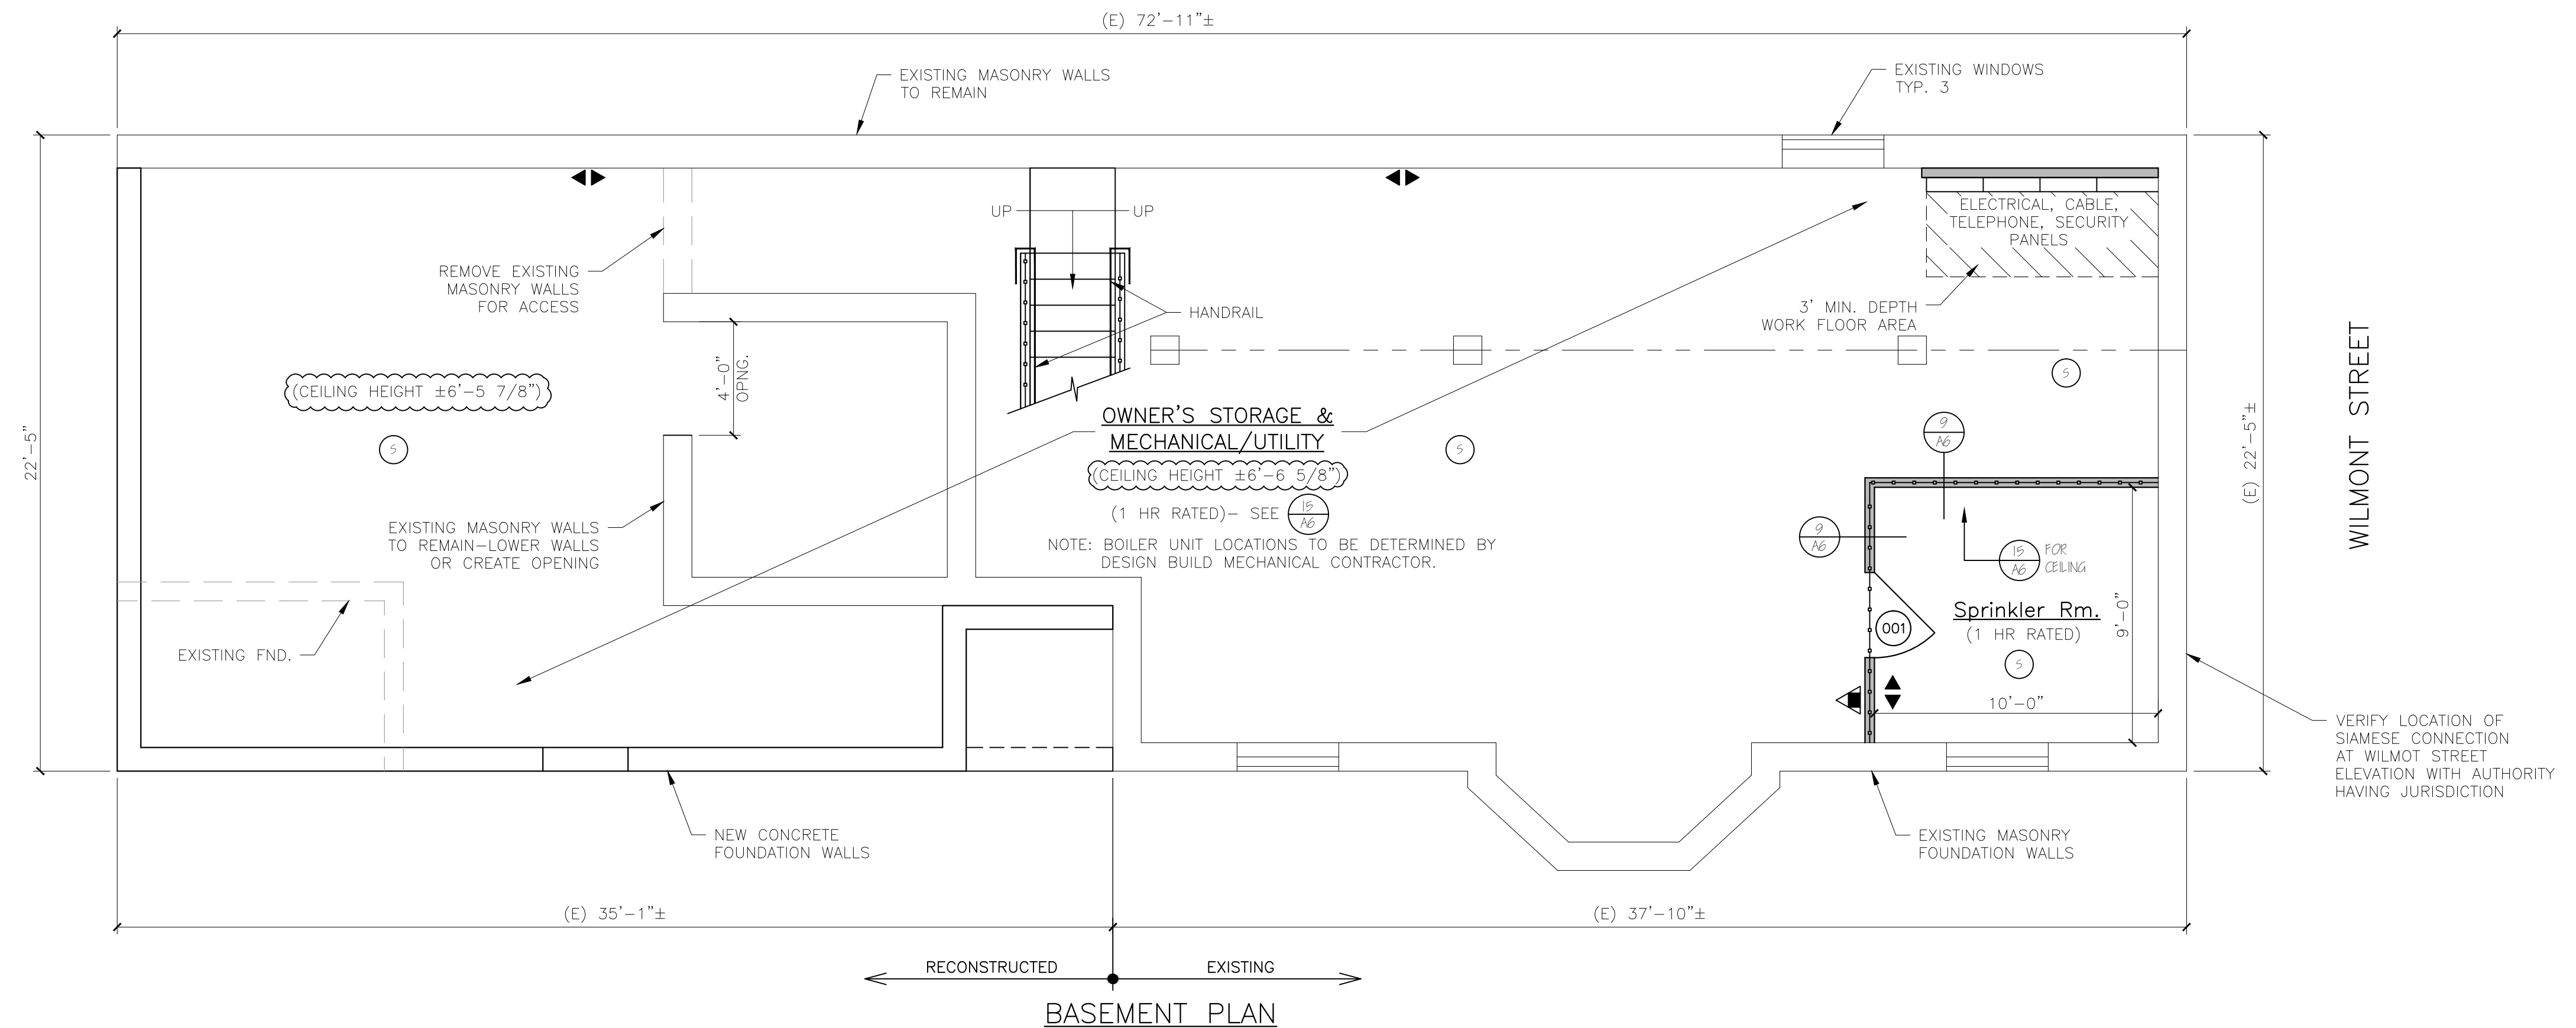 (E) 72'-11"±
EXISTING MASONRY WALLS
TO REMAIN
EXISTING WINDOWS
TYP. 3
22'-5"
(E) 22'-5"±
WILMONT STREET
UP
UP
ELECTRICAL, CABLE,
TELEPHONE, SECURITY
PANELS
REMOVE EXISTING
MASONRY WALLS
FOR ACCESS
HANDRAIL
3' MIN. DEPTH
WORK FLOOR AREA
4'-0"
OPNG.
(CEILING HEIGHT ±6'-5 7/8")
S
S
S
OWNER'S STORAGE &
MECHANICAL/UTILITY
(CEILING HEIGHT ±6'-6 5/8")
(1 HR RATED)- SEE
15
A6
NOTE: BOILER UNIT LOCATIONS TO BE DETERMINED BY
DESIGN BUILD MECHANICAL CONTRACTOR.
9
A6
9
A6
15
A6
FOR
CEILING
EXISTING MASONRY WALLS
TO REMAIN-LOWER WALLS
OR CREATE OPENING
EXISTING FND.
001
Sprinkler Rm.
(1 HR RATED)
S
9'-0"
10'-0"
VERIFY LOCATION OF
SIAMESE CONNECTION
AT WILMOT STREET
ELEVATION WITH AUTHORITY
HAVING JURISDICTION
NEW CONCRETE
FOUNDATION WALLS
EXISTING MASONRY
FOUNDATION WALLS
(E) 35'-1"±
(E) 37'-10"±
RECONSTRUCTED
EXISTING
BASEMENT PLAN